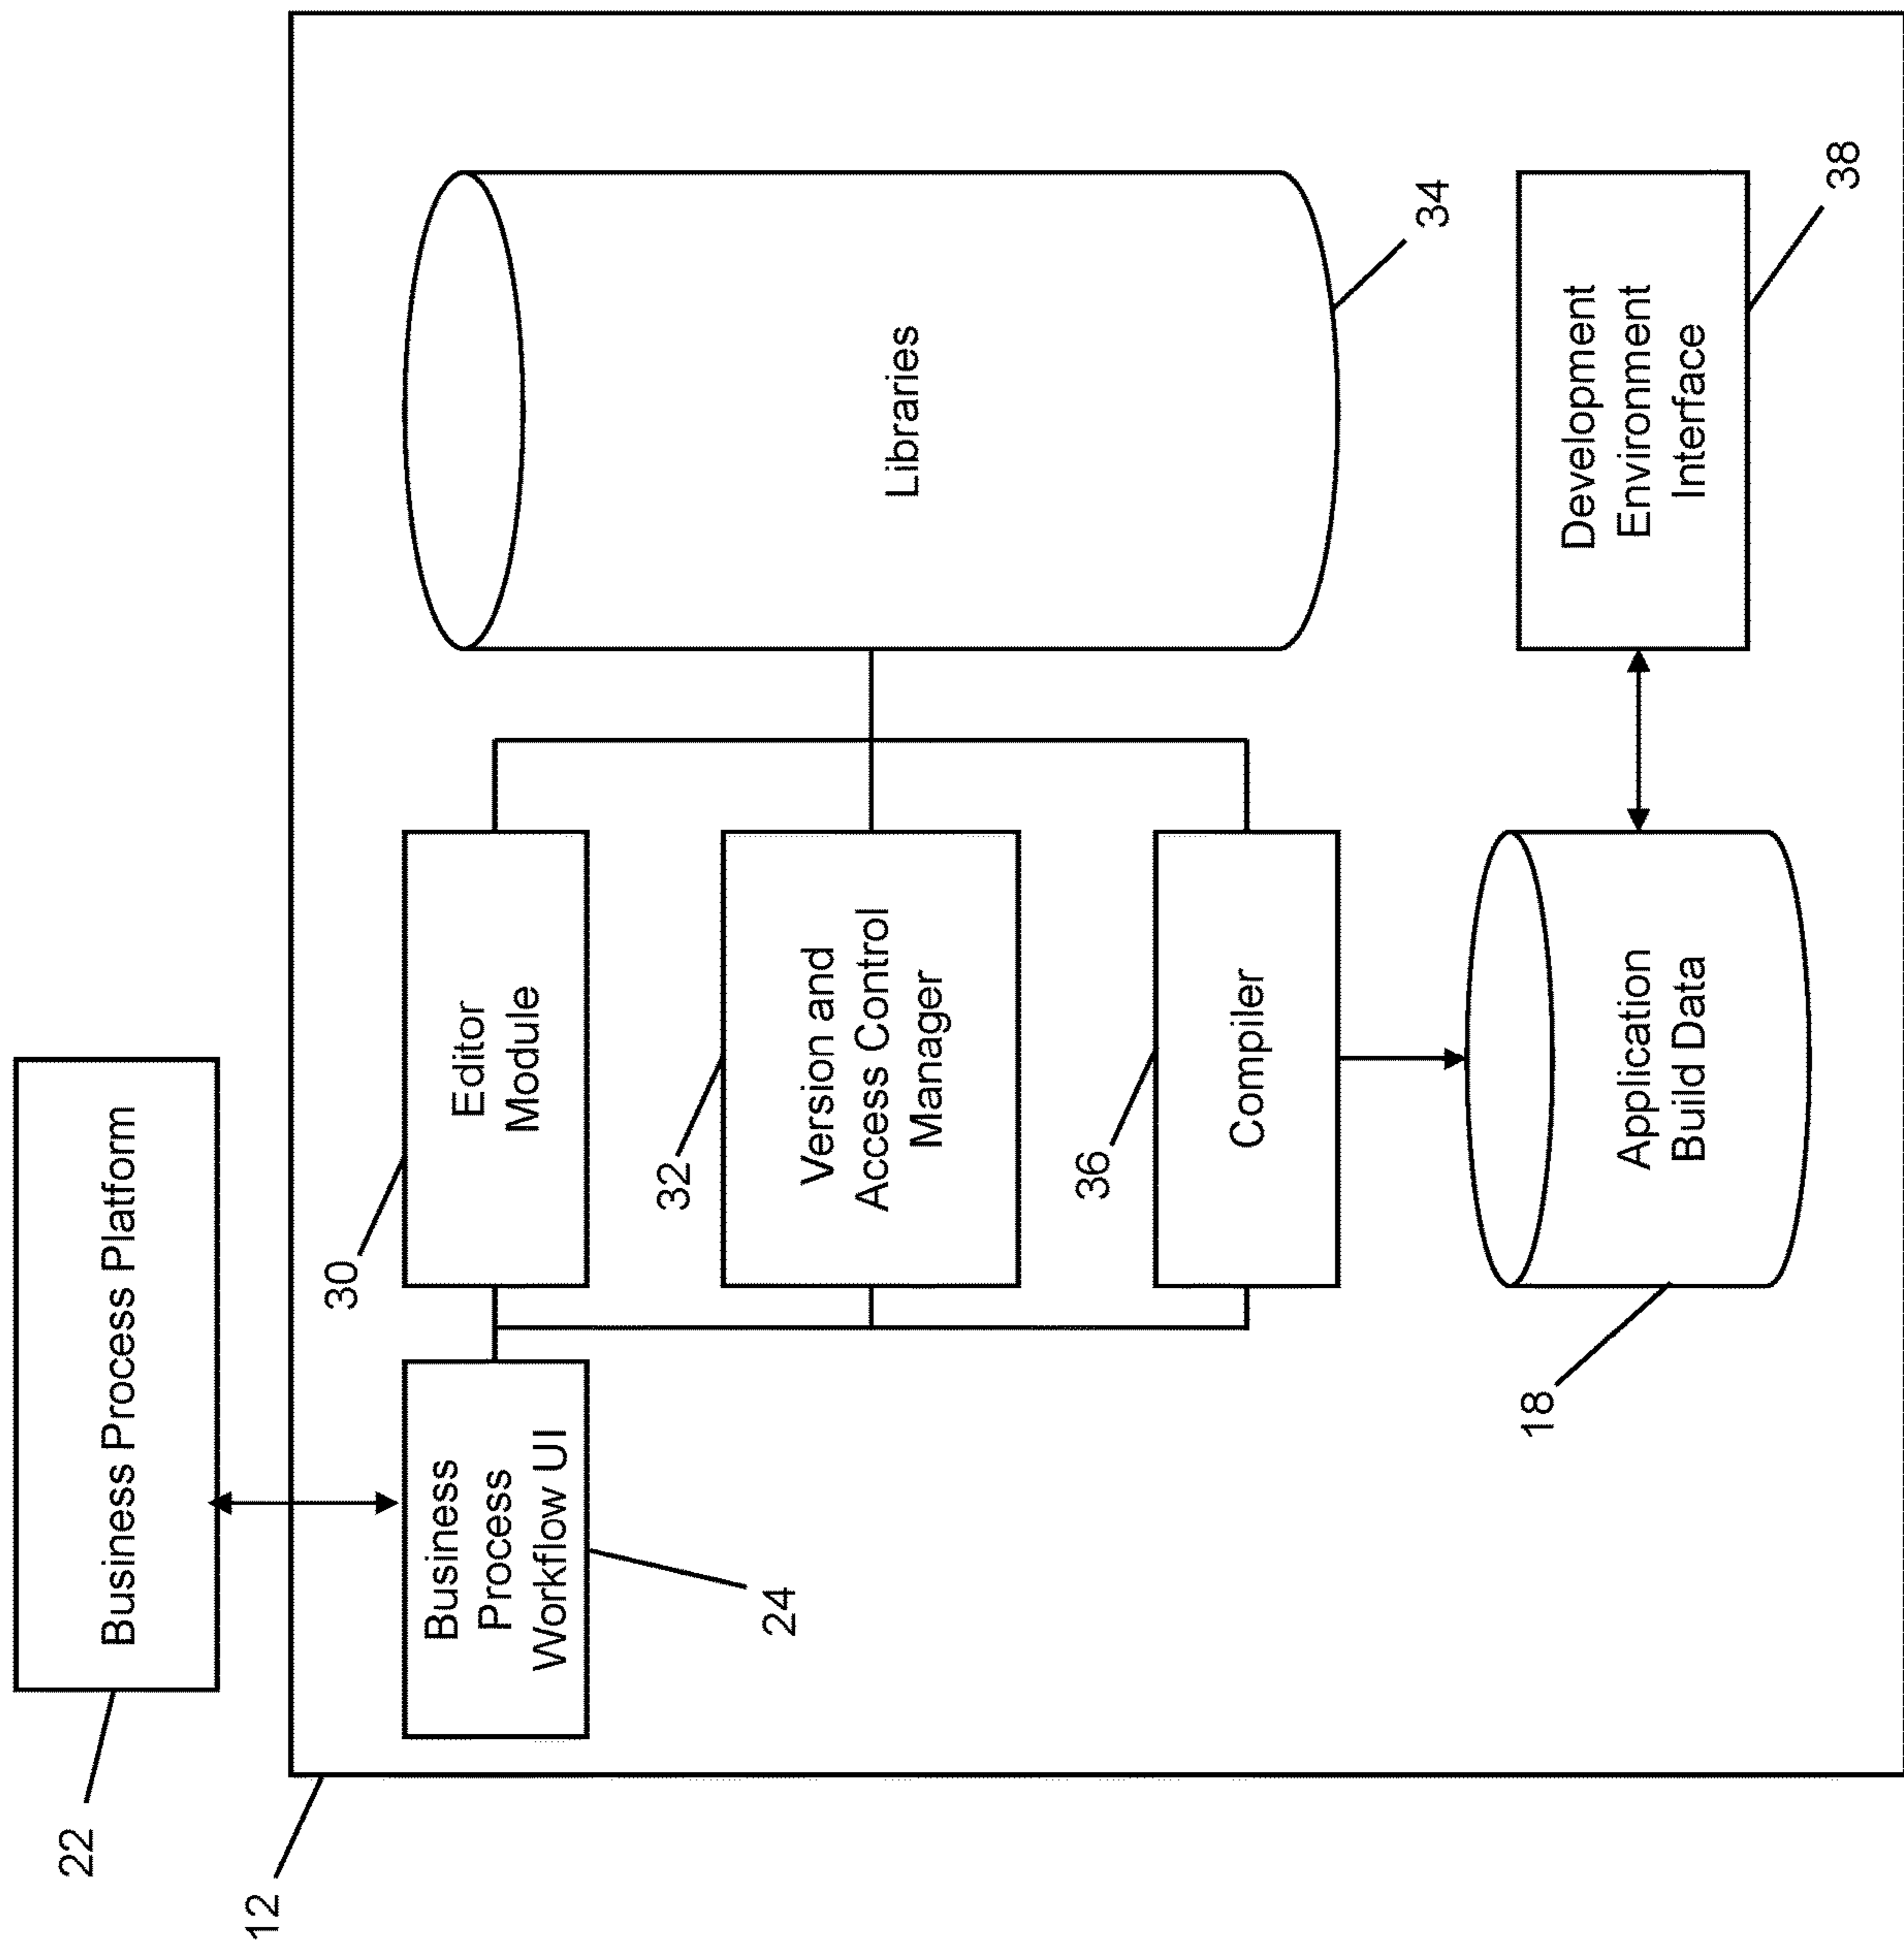 22
Business Process Platform
12
Business
Process
Workflow UI
24
30
Editor
Module
32
Version and
Access Control
Manager
36
Compiler
Libraries
34
18
Application
Build Data
Development
Environment
Interface
38